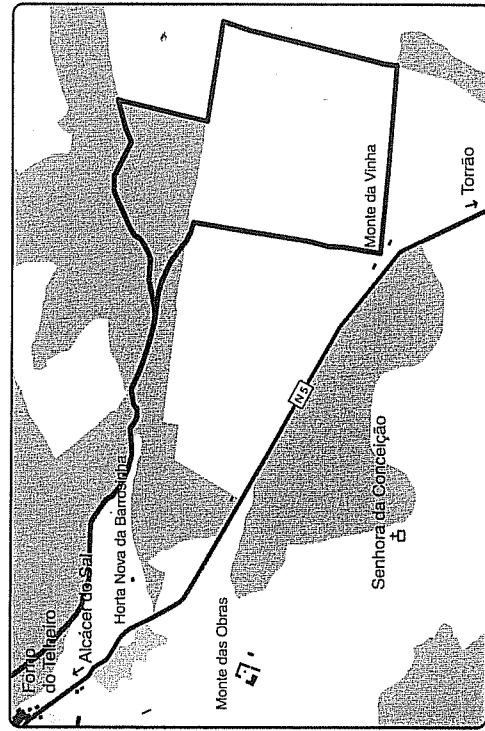 Forno
do Telheiro
Alcácer do Sal
Horta Nova da Barrosinha
Monte das Obras
N 5
Senhora da Conceição
Monte da Vinha
Torrão